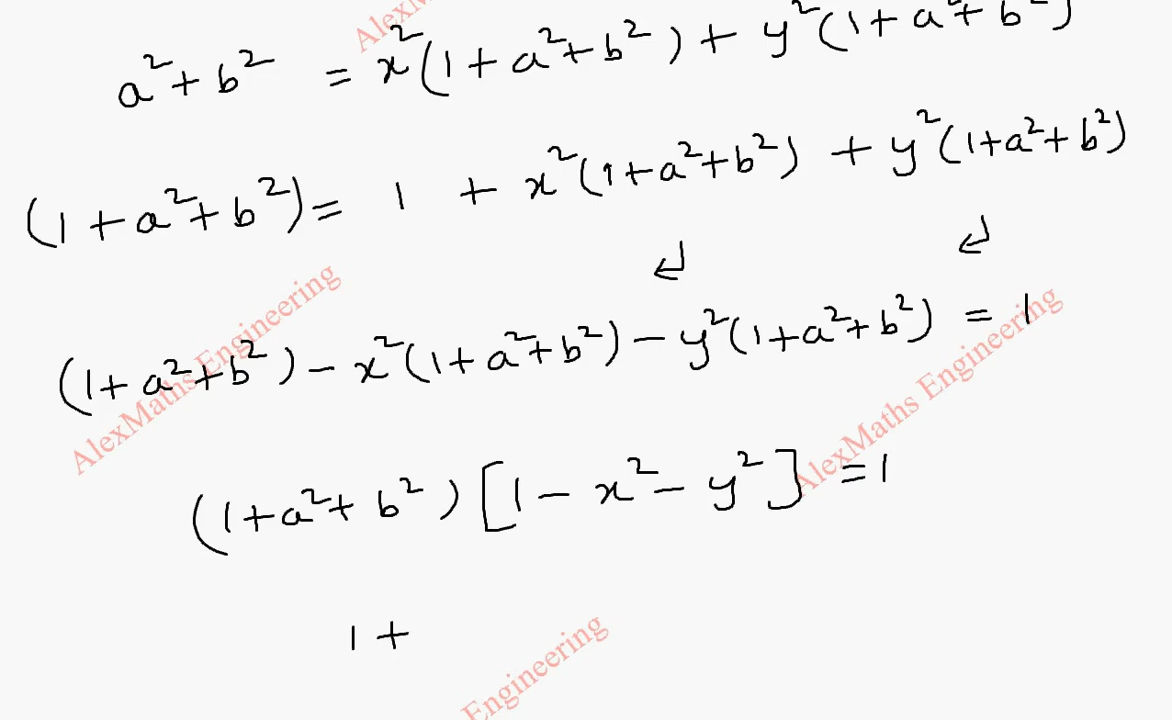 AlexM
a² + b² = x²(1 + a² + b²) + y²(1 + a² + b²)
(1 + a² + b²) = 1 + x²(1 + a² + b²) + y²(1 + a² + b²)
(1 + a² + b²) − x²(1 + a² + b²) − y²(1 + a² + b²) = 1
AlexMaths Engineering
AlexMaths Engineering
(1 + a² + b²) [1 − x² − y²] = 1
1 +
Engineering